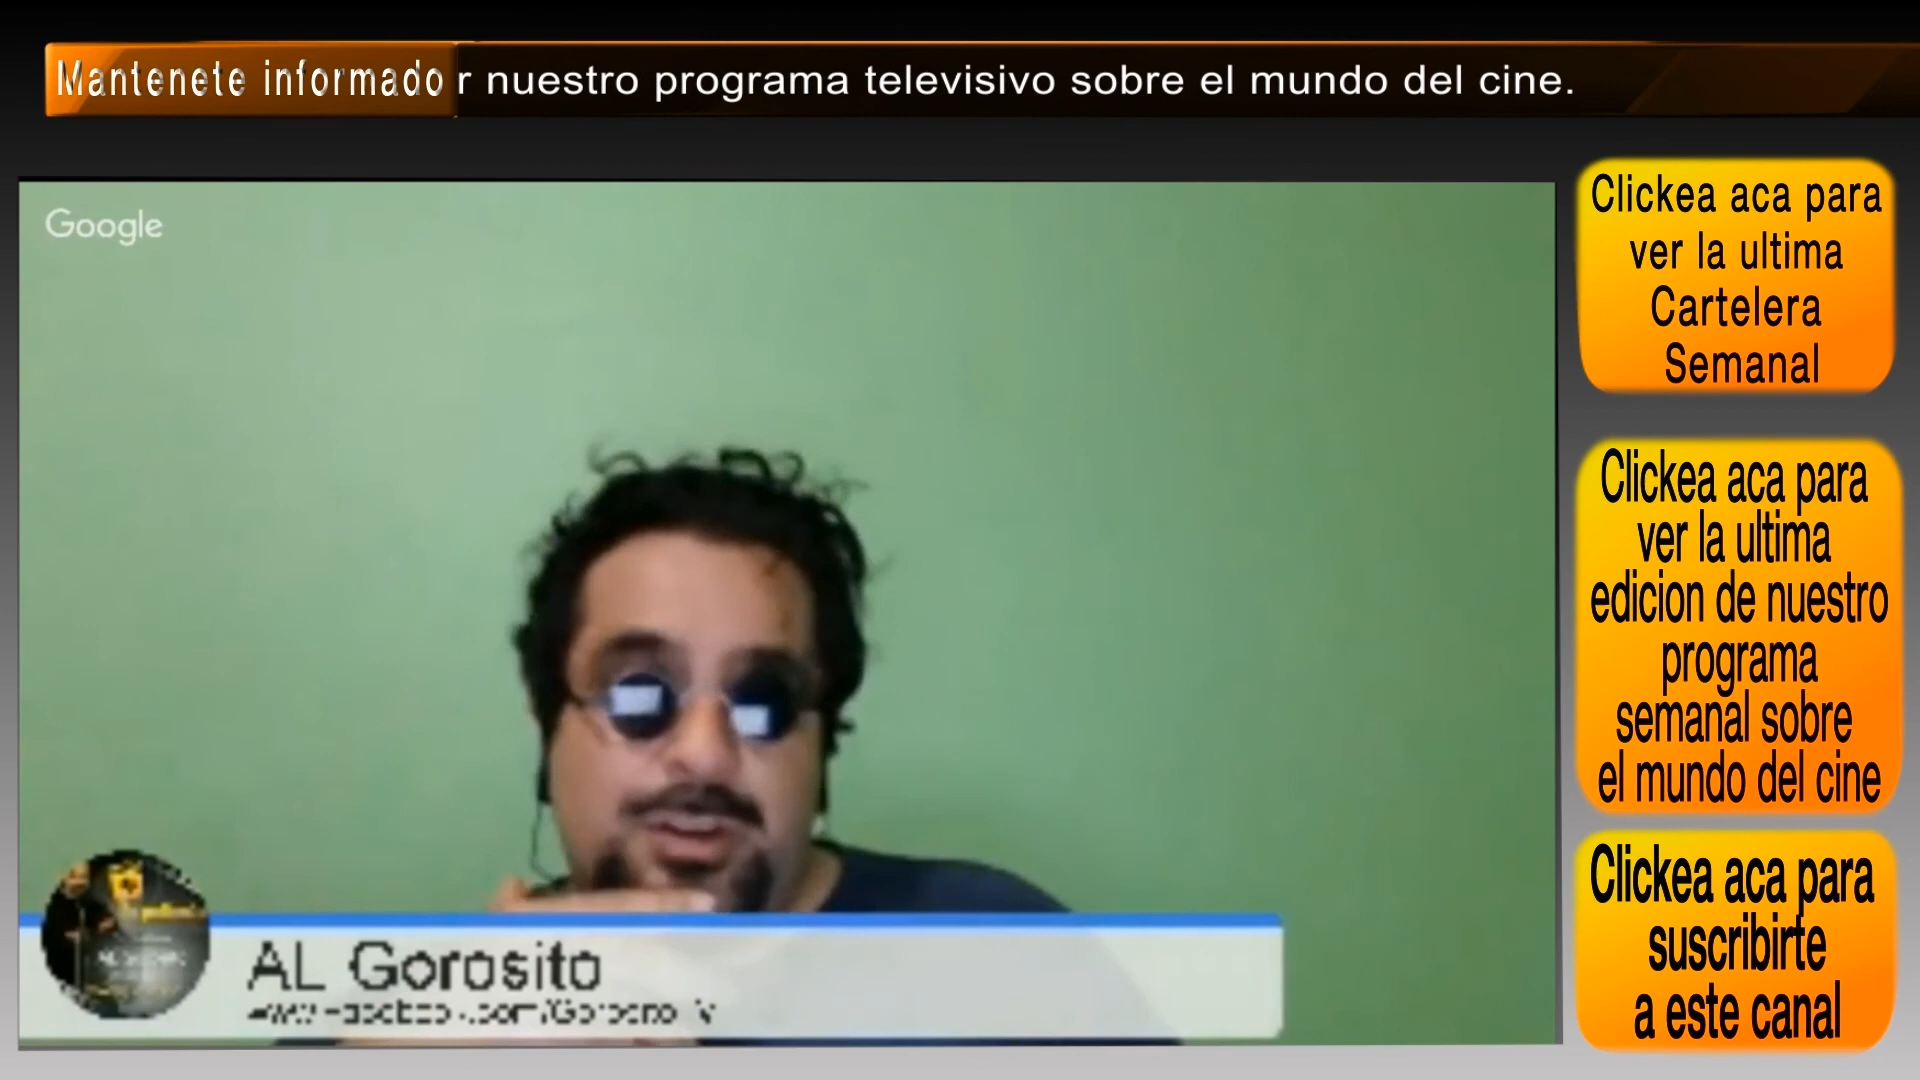 Mantenete informado r nuestro programa televisivo sobre el mundo del cine.
Google
Clickea aca para
ver la ultima
Cartelera
Semanal
Clickea aca para
ver la ultima
edicion de nuestro
programa
semanal sobre
el mundo del cine
Clickea aca para
suscribirte
a este canal
AL Gorosito